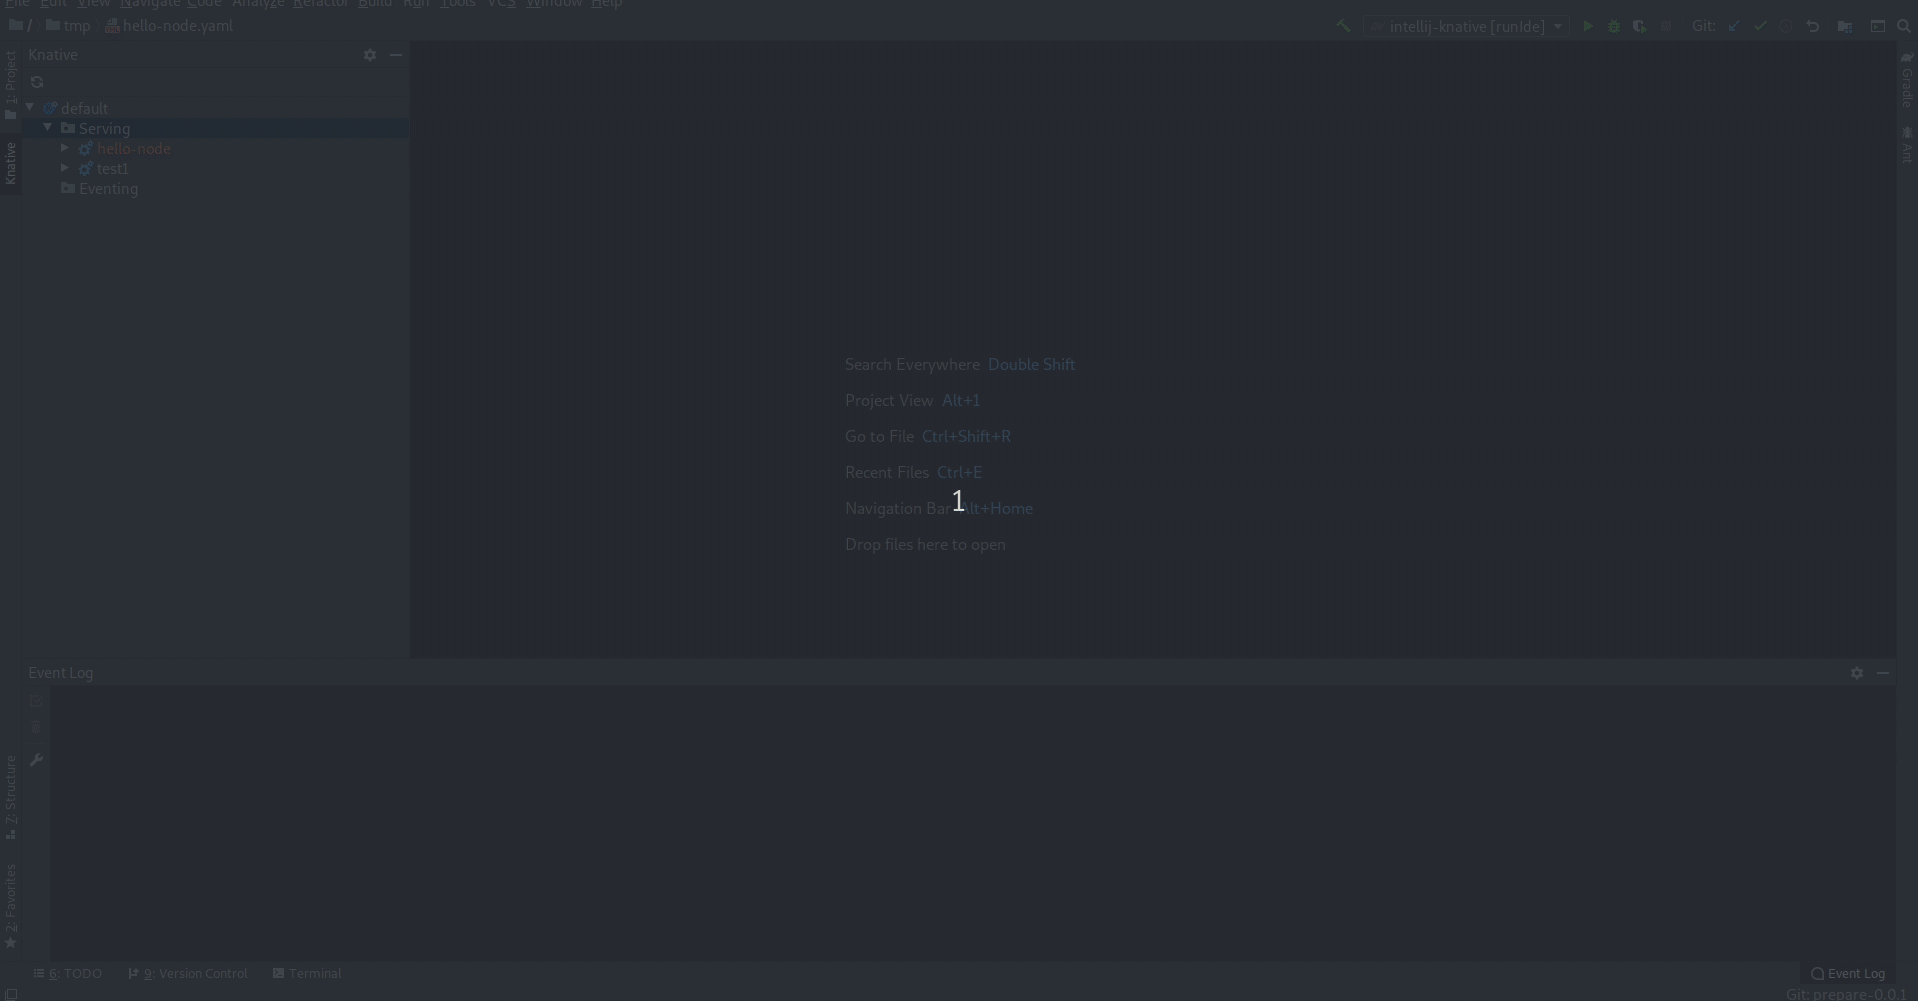 File Edit View Navigate Code Analyze Refactor Build Run Tools VCS Window Help
/ tmp hello-node.yaml
intellij-knative [runIde]
Git:
Knative
1: Project
Knative
default
Serving
hello-node
test1
Eventing
Gradle
Ant
Search Everywhere Double Shift
Project View Alt+1
Go to File Ctrl+Shift+R
Recent Files Ctrl+E
Navigation Bar Alt+Home
1
Drop files here to open
Event Log
7: Structure
2: Favorites
6: TODO 9: Version Control Terminal
Event Log
Git: prepare-0.0.1